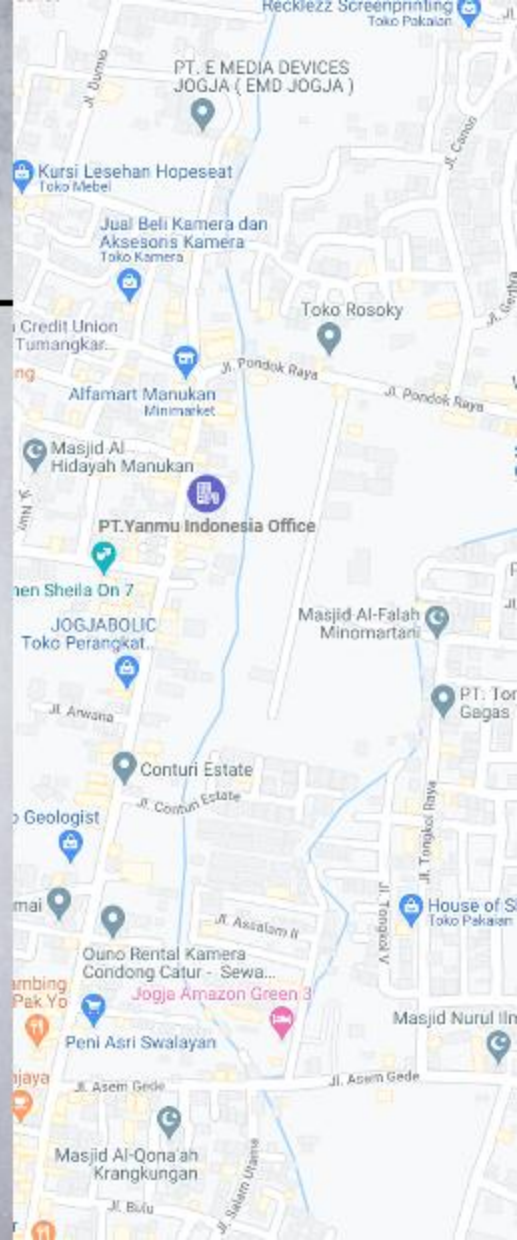 Recklezz Screenprinting
Toko Pakaian
Jl. Durmo
PT. E MEDIA DEVICES
JOGJA ( EMD JOGJA )
Jl. Canon
Kursi Lesehan Hopeseat
Toko Mebel
Jual Beli Kamera dan
Aksesoris Kamera
Toko Kamera
Toko Rosoky
Credit Union
Tumangkar...
Jl. Pondok Raya
Jl. Pondok Raya
Alfamart Manukan
Minimarket
Masjid Al
Hidayah Manukan
PT.Yanmu Indonesia Office
Sheila On 7
JOGJABOLIC
Toko Perangkat...
Masjid Al-Falah
Minomartani
Jl. Arwana
PT.
Gagas
Conturi Estate
Jl. Conturi Estate
Geologist
Jl. Tongkol Raya
Jl. Tongkol V
House of
Toko Pakaian
Jl. Assalam II
Ouno Rental Kamera
Condong Catur - Sewa...
Jogja Amazon Green 3
Pak Yo
Peni Asri Swalayan
Masjid Nurul
Jl. Asem Gede
Jl. Asem Gede
Masjid Al-Qona'ah
Krangkungan
Jl. Bulu
Jl. Salam Utama